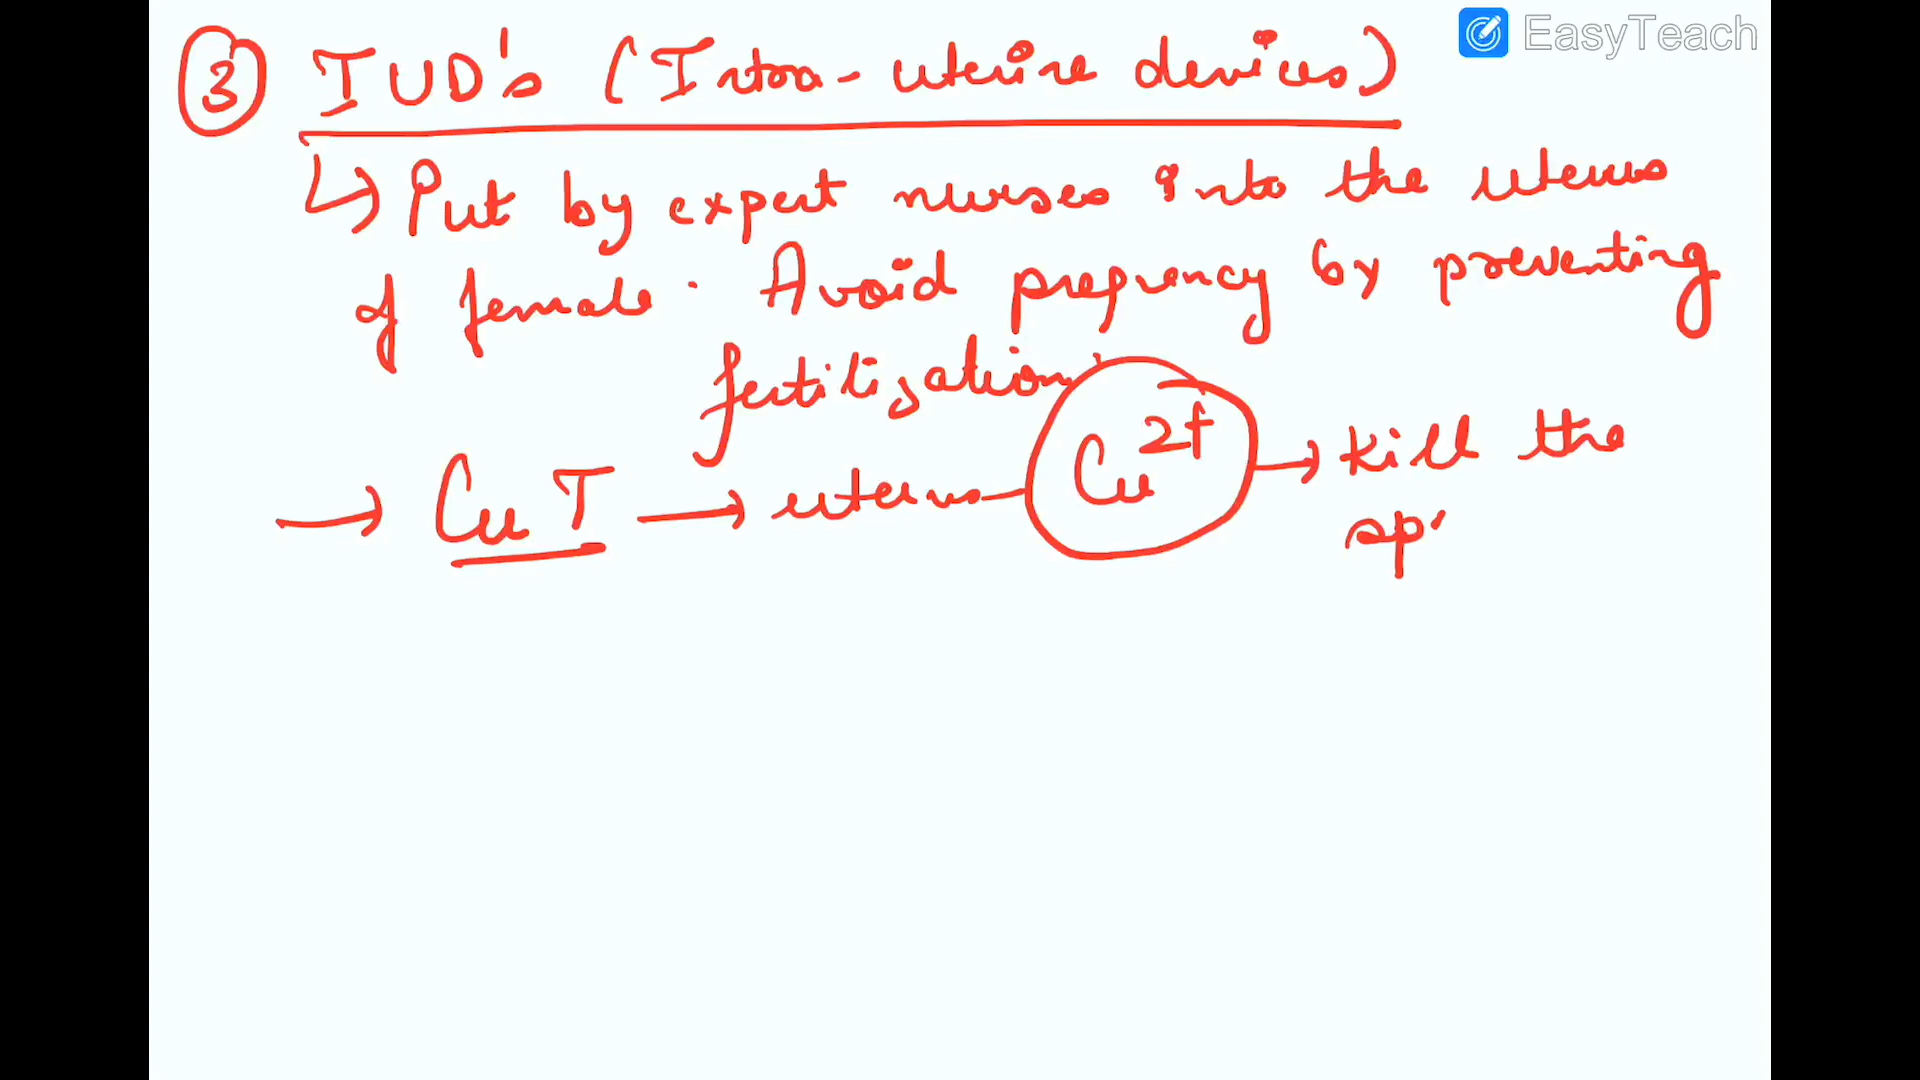 EasyTeach
③ IUD's (Intra-uterine devices)
↳ Put by expert nurses into the uterus
of female. Avoid pregnancy by preventing
fertilization
→ CuT → uterus — Cu²⁺ → kill the
sp